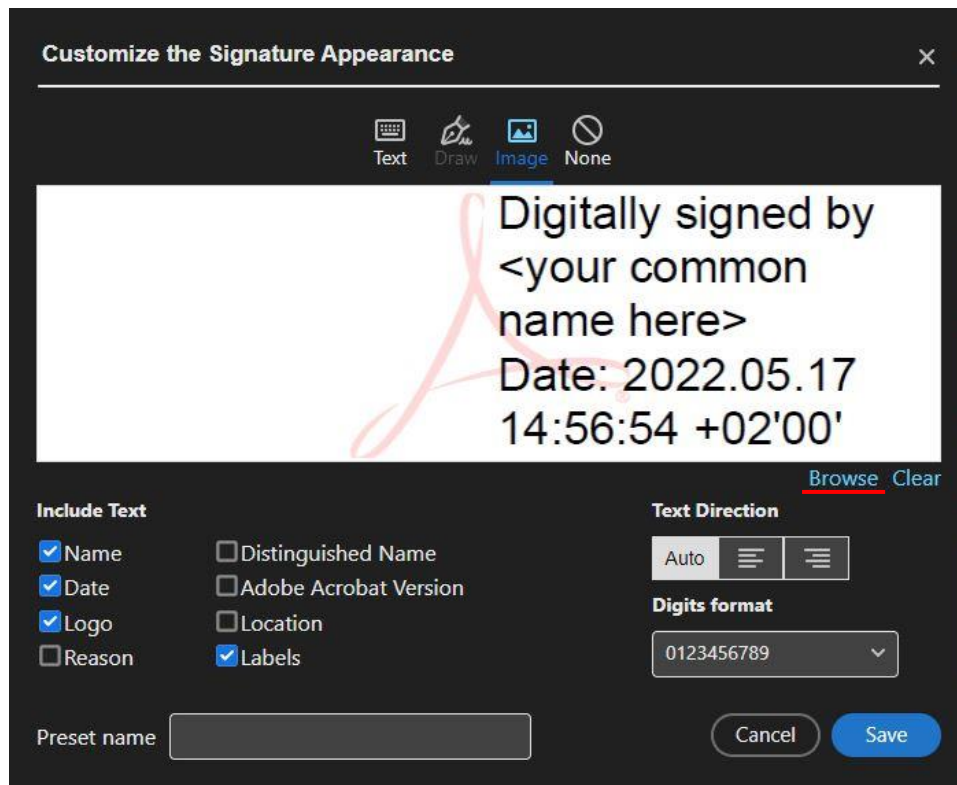 Customize the Signature Appearance
Text Draw Image None
Digitally signed by
<your common
name here>
Date: 2022.05.17
14:56:54 +02'00'
Browse Clear
Include Text
Name
Date
Logo
Reason
Distinguished Name
Adobe Acrobat Version
Location
Labels
Text Direction
Auto
Digits format
0123456789
Preset name
Cancel Save